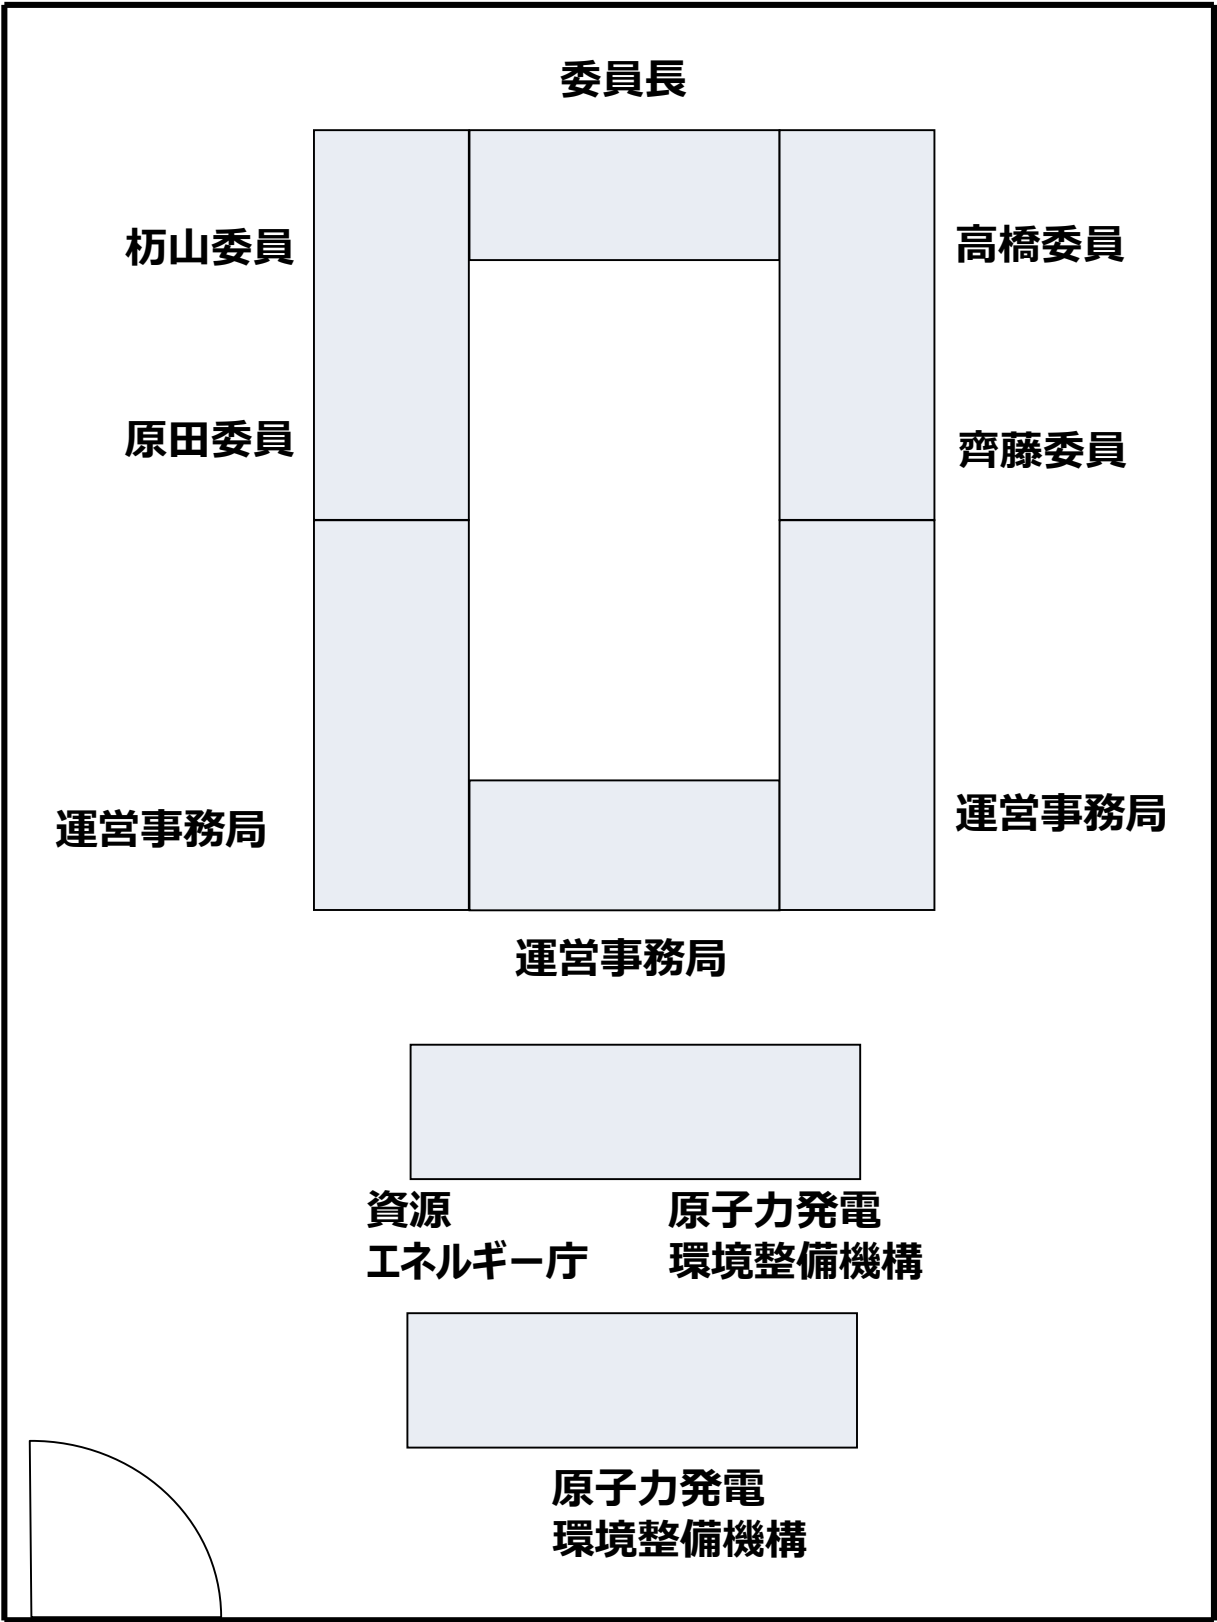 委員長
杤山委員
高橋委員
原田委員
齊藤委員
運営事務局
運営事務局
運営事務局
資源
エネルギー庁
原子力発電
環境整備機構
原子力発電
環境整備機構